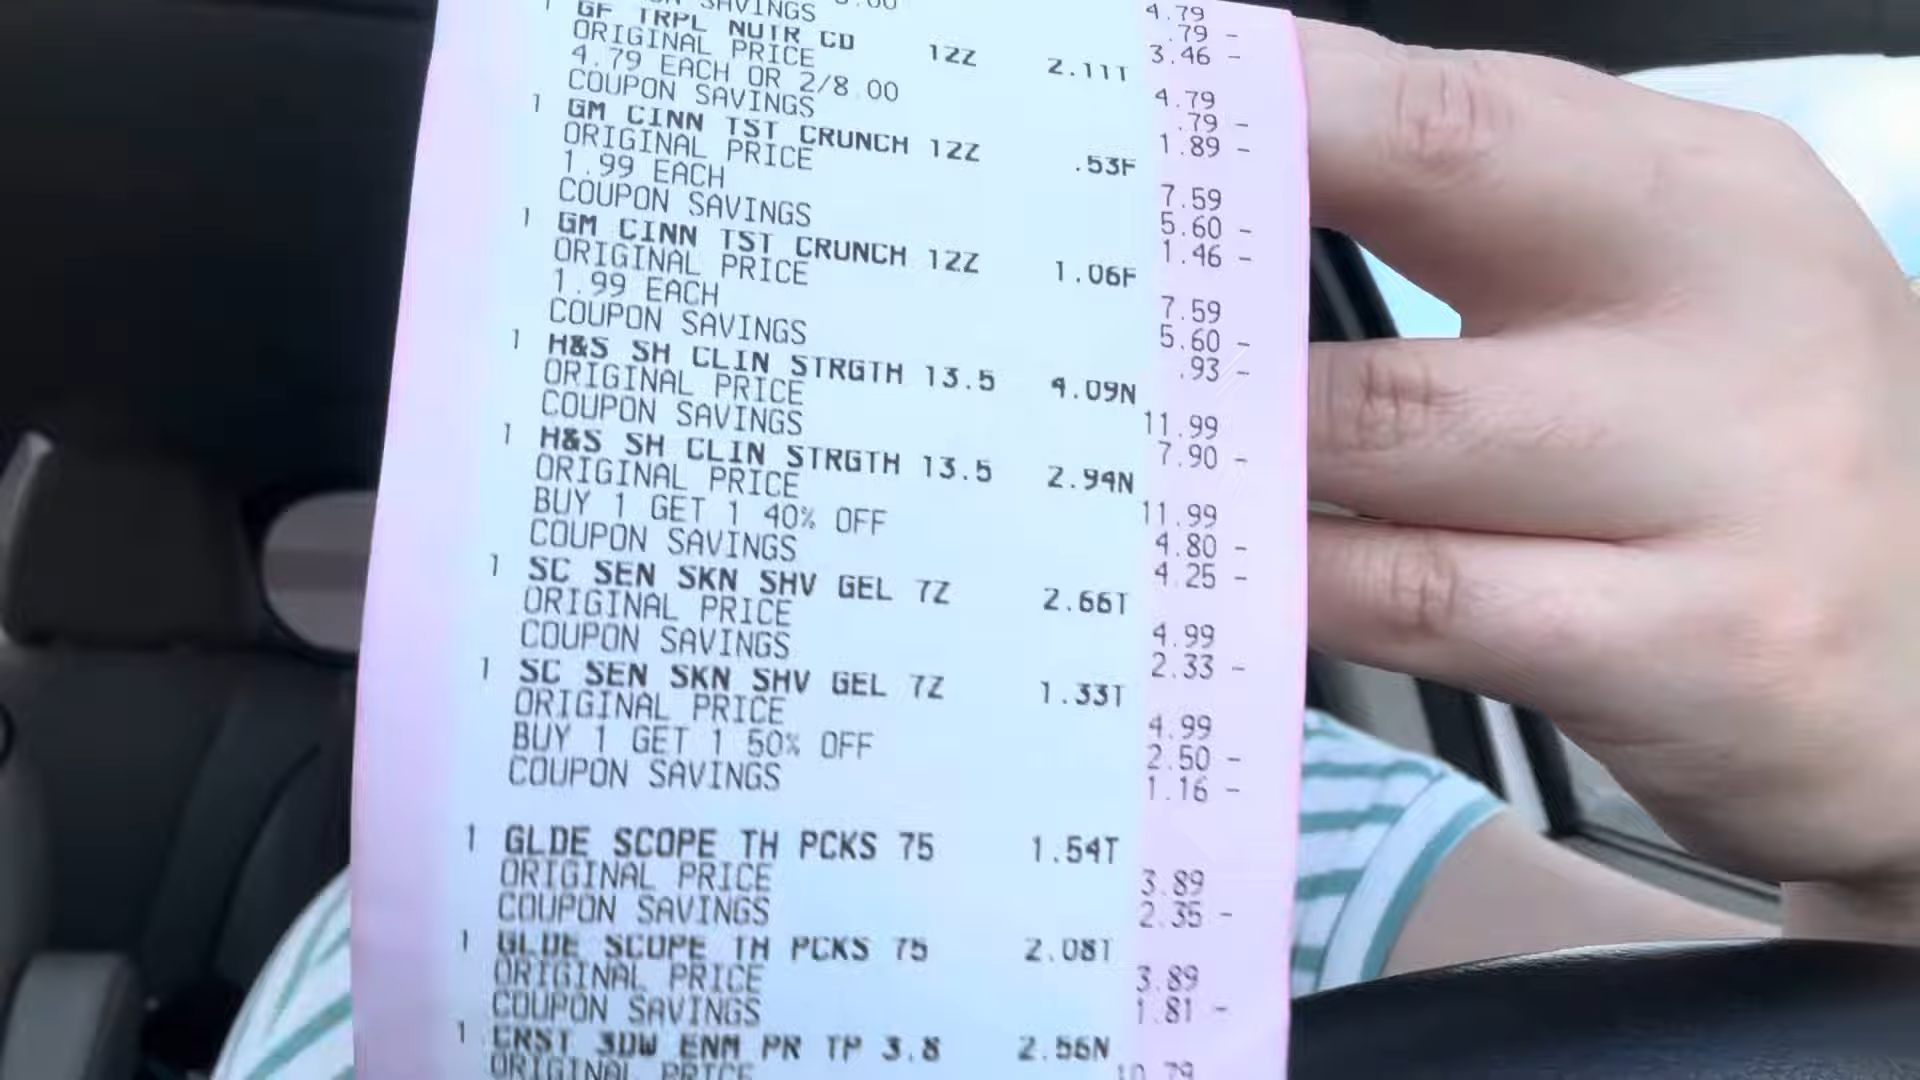 SAVINGS 4.79
.79 -
1 GF TRPL NUTR CD 12Z 2.11T 3.46 -
ORIGINAL PRICE 4.79
4.79 EACH OR 2/8.00 .79 -
COUPON SAVINGS 1.89 -
1 GM CINN TST CRUNCH 12Z .53F
ORIGINAL PRICE 7.59
1.99 EACH 5.60 -
COUPON SAVINGS 1.46 -
1 GM CINN TST CRUNCH 12Z 1.06F
ORIGINAL PRICE 7.59
1.99 EACH 5.60 -
COUPON SAVINGS .93 -
1 H&S SH CLIN STRGTH 13.5 4.09N
ORIGINAL PRICE 11.99
COUPON SAVINGS 7.90 -
1 H&S SH CLIN STRGTH 13.5 2.94N
ORIGINAL PRICE 11.99
BUY 1 GET 1 40% OFF 4.80 -
COUPON SAVINGS 4.25 -
1 SC SEN SKN SHV GEL 7Z 2.66T
ORIGINAL PRICE 4.99
COUPON SAVINGS 2.33 -
1 SC SEN SKN SHV GEL 7Z 1.33T
ORIGINAL PRICE 4.99
BUY 1 GET 1 50% OFF 2.50 -
COUPON SAVINGS 1.16 -
1 GLDE SCOPE TH PCKS 75 1.54T
ORIGINAL PRICE 3.89
COUPON SAVINGS 2.35 -
1 GLDE SCOPE TH PCKS 75 2.08T
ORIGINAL PRICE 3.89
COUPON SAVINGS 1.81 -
1 CRST 3DW ENM PR TP 3.8 2.56N
ORIGINAL PRICE 10.79